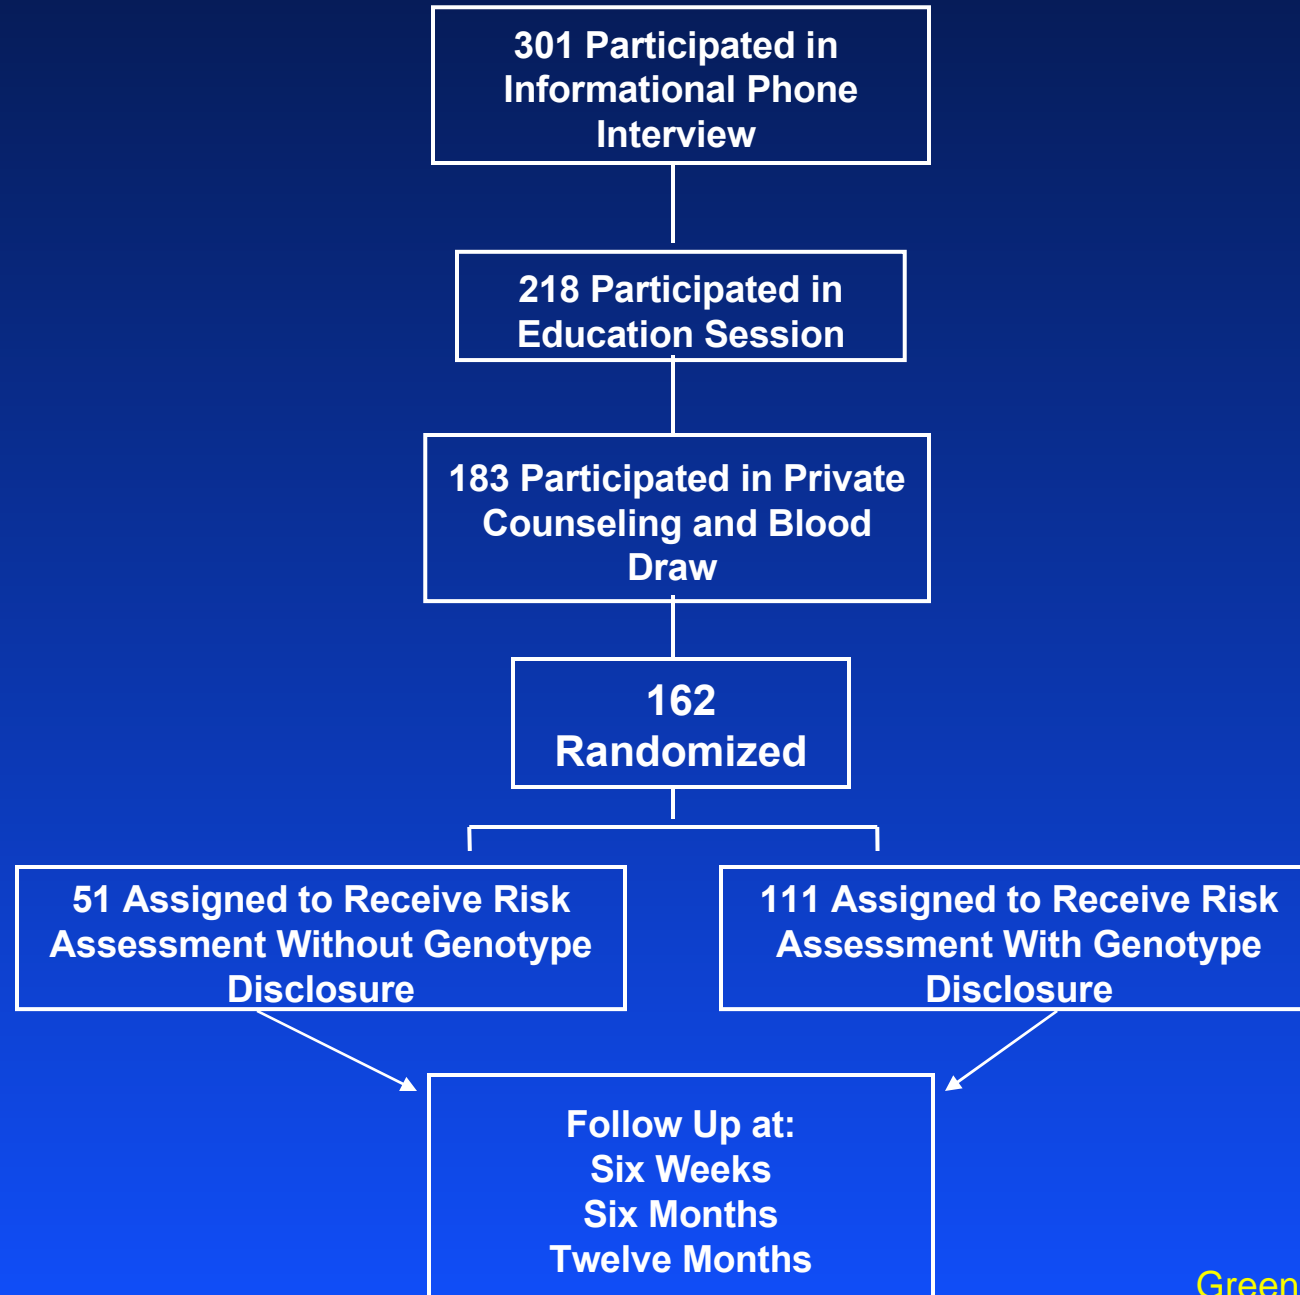 301 Participated in
Informational Phone
Interview
218 Participated in
Education Session
183 Participated in Private
Counseling and Blood
Draw
162
Randomized
51 Assigned to Receive Risk
Assessment Without Genotype
Disclosure
111 Assigned to Receive Risk
Assessment With Genotype
Disclosure
Follow Up at:
Six Weeks
Six Months
Twelve Months
Green